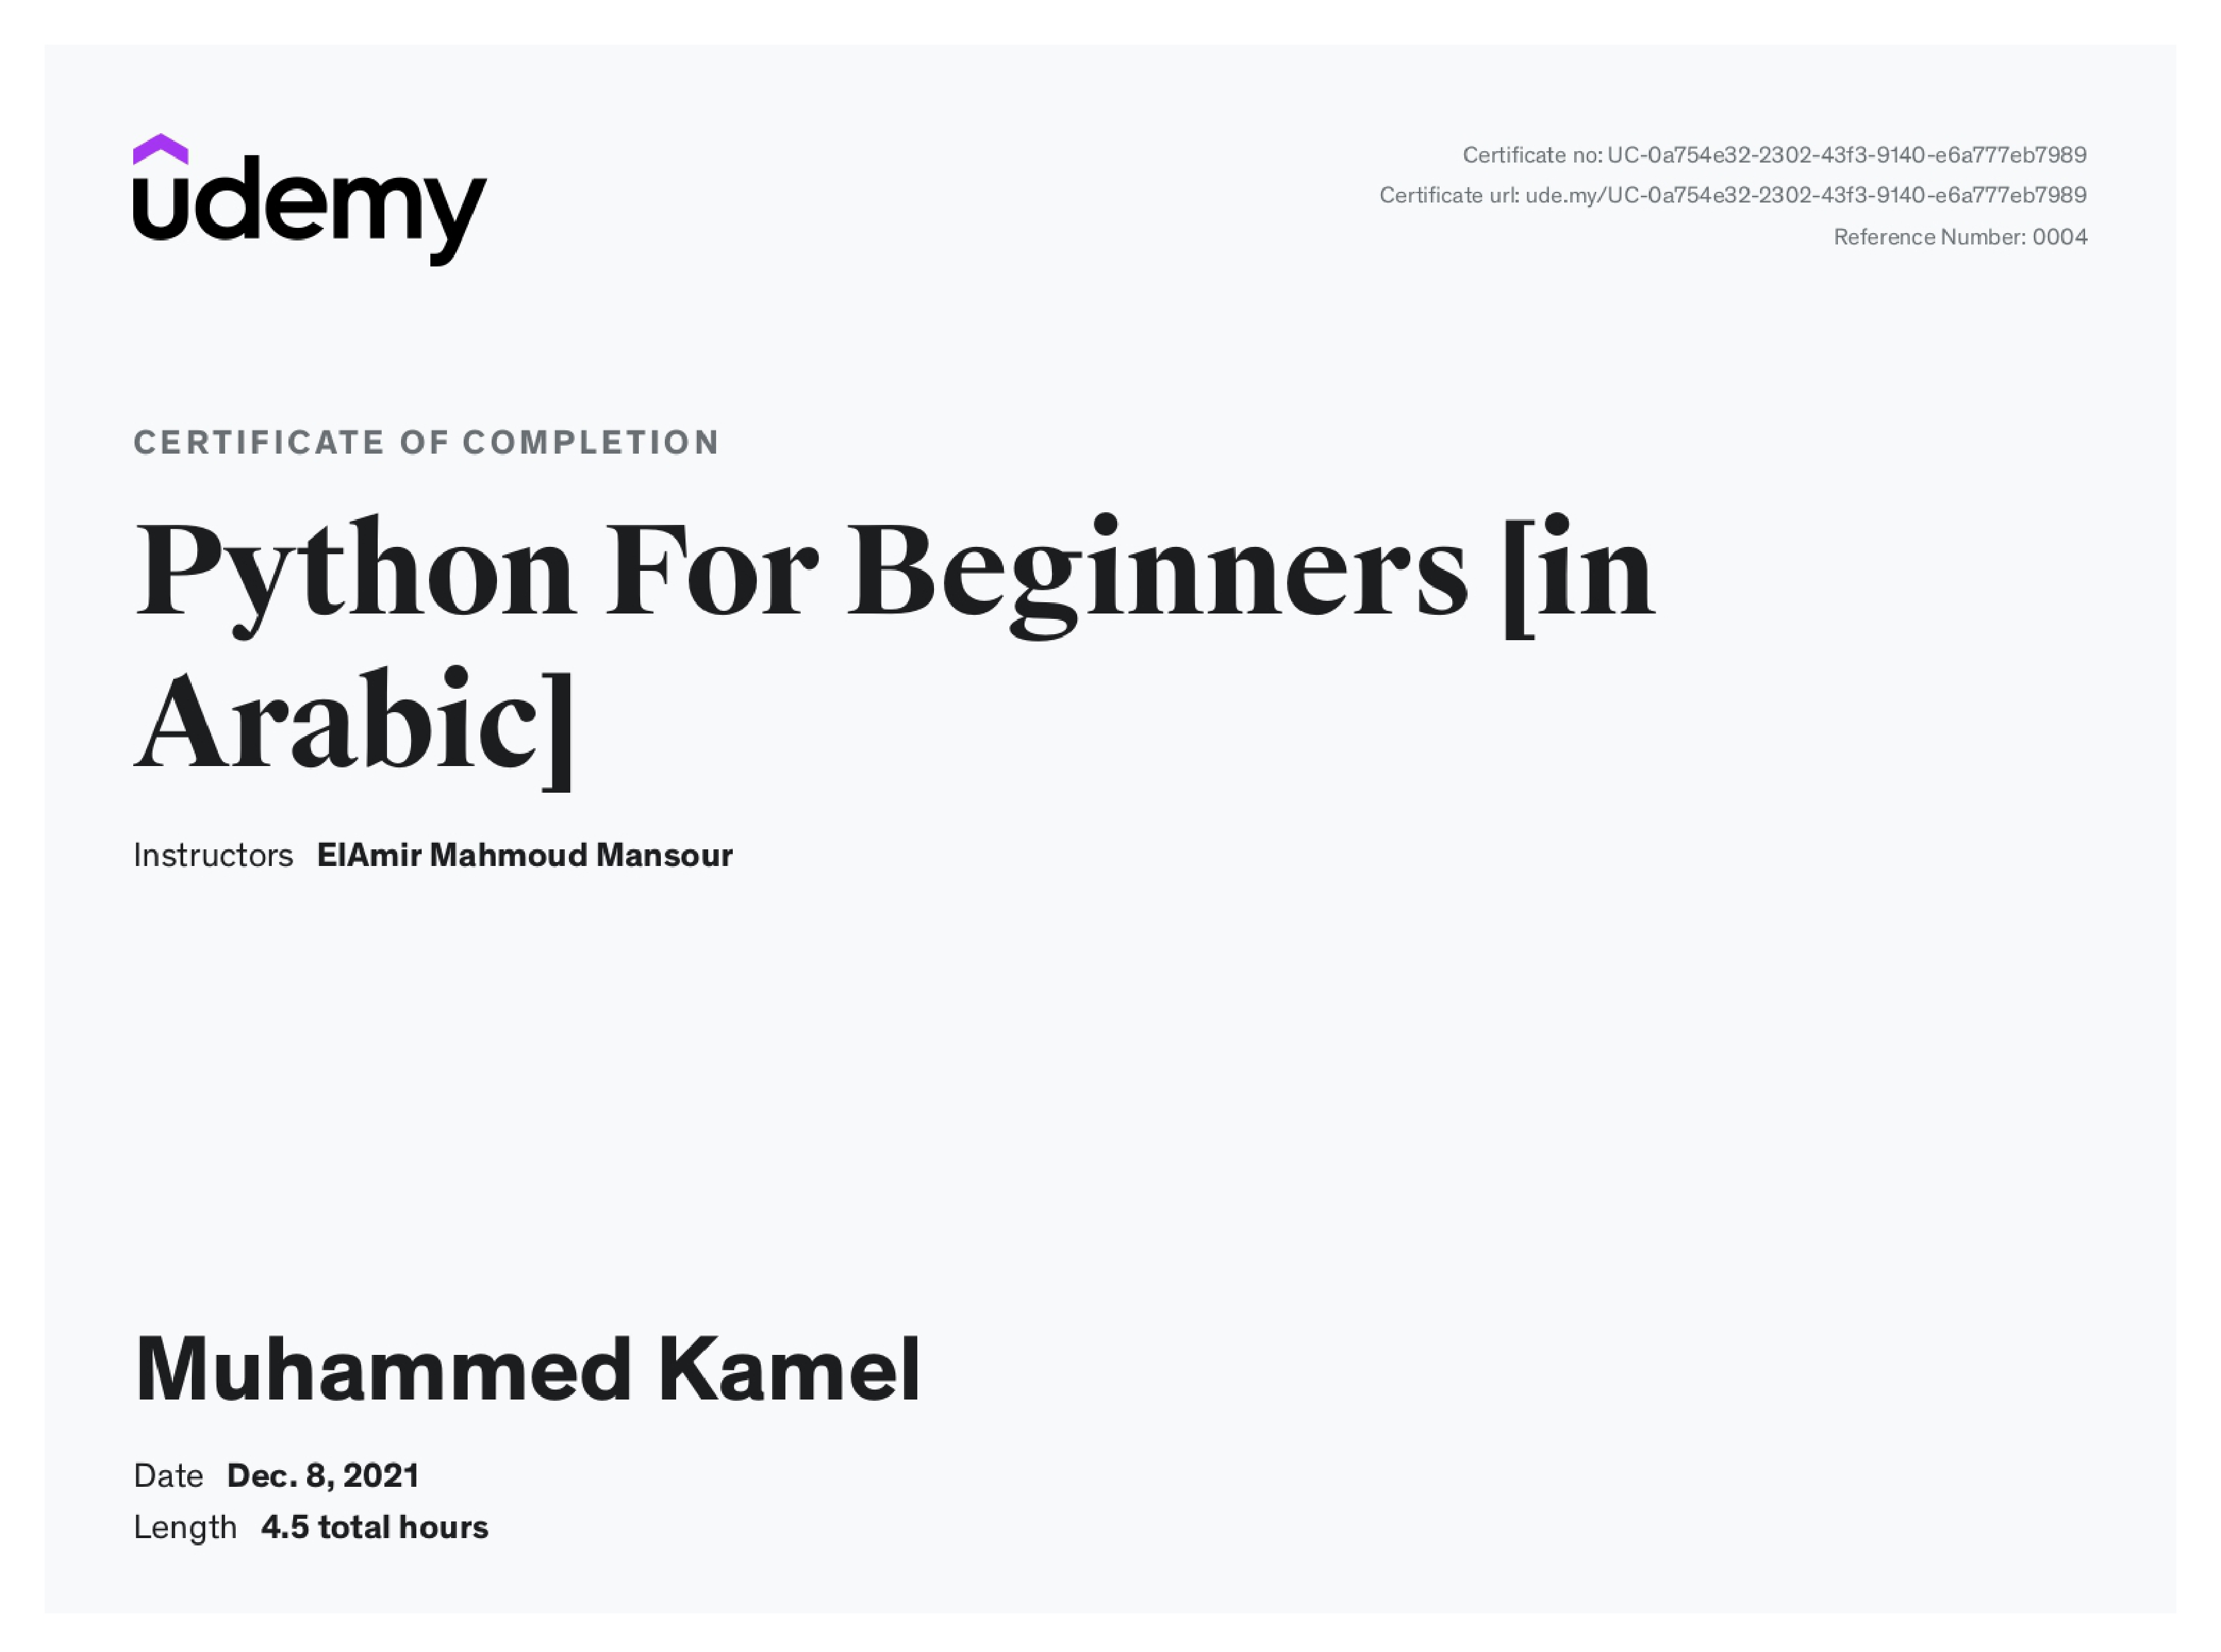 udemy
Certificate no: UC-0a754e32-2302-43f3-9140-e6a777eb7989
Certificate url: ude.my/UC-0a754e32-2302-43f3-9140-e6a777eb7989
Reference Number: 0004
CERTIFICATE OF COMPLETION
Python For Beginners [in
Arabic]
Instructors ElAmir Mahmoud Mansour
Muhammed Kamel
Date Dec. 8, 2021
Length 4.5 total hours